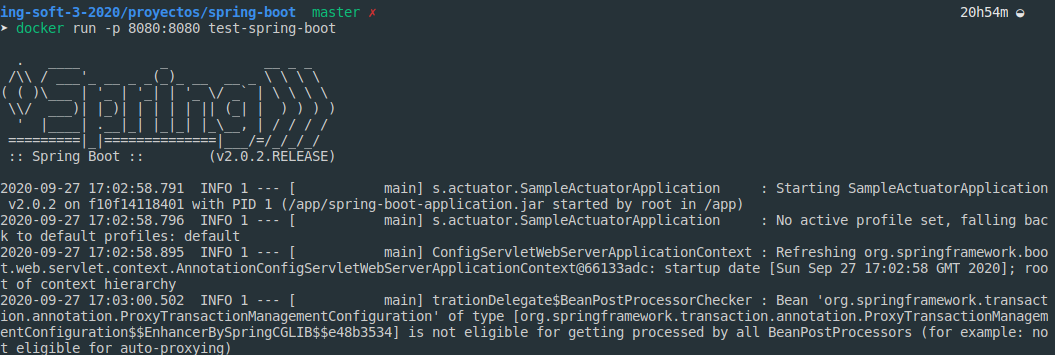 ing-soft-3-2020/proyectos/spring-boot  master ✗                                                                 20h54m ◒
➤ docker run -p 8080:8080 test-spring-boot

  .   ____          _            __ _ _
 /\\ / ___'_ __ _ _(_)_ __  __ _ \ \ \ \
( ( )\___ | '_ | '_| | '_ \/ _` | \ \ \ \
 \\/  ___)| |_)| | | | | || (_| |  ) ) ) )
  '  |____| .__|_| |_|_| |_\__, | / / / /
 =========|_|==============|___/=/_/_/_/
 :: Spring Boot ::        (v2.0.2.RELEASE)

2020-09-27 17:02:58.791  INFO 1 --- [           main] s.actuator.SampleActuatorApplication     : Starting SampleActuatorApplication
 v2.0.2 on f10f14118401 with PID 1 (/app/spring-boot-application.jar started by root in /app)
2020-09-27 17:02:58.796  INFO 1 --- [           main] s.actuator.SampleActuatorApplication     : No active profile set, falling bac
k to default profiles: default
2020-09-27 17:02:58.895  INFO 1 --- [           main] ConfigServletWebServerApplicationContext : Refreshing org.springframework.boo
t.web.servlet.context.AnnotationConfigServletWebServerApplicationContext@66133adc: startup date [Sun Sep 27 17:02:58 GMT 2020]; roo
t of context hierarchy
2020-09-27 17:03:00.502  INFO 1 --- [           main] trationDelegate$BeanPostProcessorChecker : Bean 'org.springframework.transact
ion.annotation.ProxyTransactionManagementConfiguration' of type [org.springframework.transaction.annotation.ProxyTransactionManagem
entConfiguration$$EnhancerBySpringCGLIB$$e48b3534] is not eligible for getting processed by all BeanPostProcessors (for example: no
t eligible for auto-proxying)